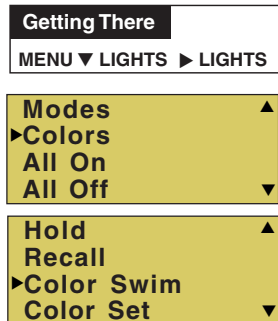 Getting There
MENU ▼ LIGHTS ▶ LIGHTS
Modes ▲
▶Colors
All On
All Off ▼
Hold ▲
Recall
▶Color Swim
Color Set ▼